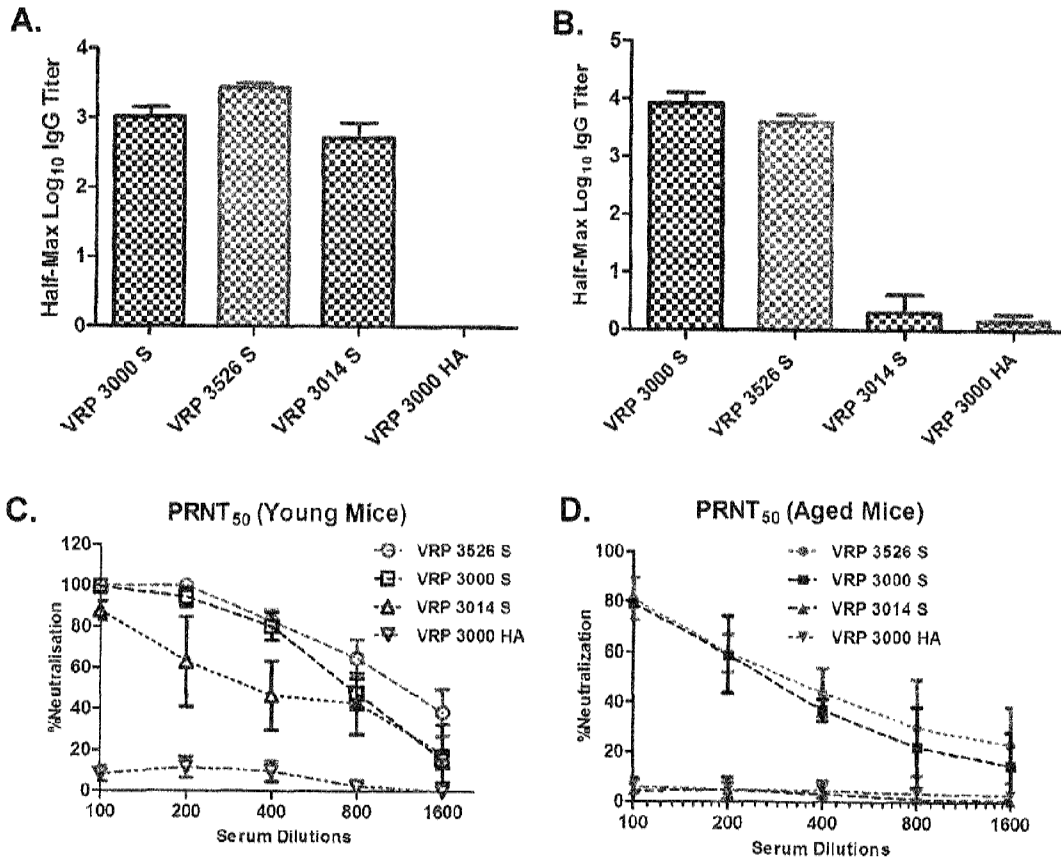 A.
Half-Max Log10 IgG Titer
4
3
2
1
0
VRP 3000 S
VRP 3526 S
VRP 3014 S
VRP 3000 HA
B.
Half-Max Log10 IgG Titer
5
4
3
2
1
0
VRP 3000 S
VRP 3526 S
VRP 3014 S
VRP 3000 HA
C.
PRNT50 (Young Mice)
%Neutralisation
120
100
80
60
40
20
0
100 200 400 800 1600
Serum Dilutions
VRP 3526 S
VRP 3000 S
VRP 3014 S
VRP 3000 HA
D.
PRNT50 (Aged Mice)
%Neutralization
100
80
60
40
20
0
100 200 400 800 1600
Serum Dilutions
VRP 3526 S
VRP 3000 S
VRP 3014 S
VRP 3000 HA